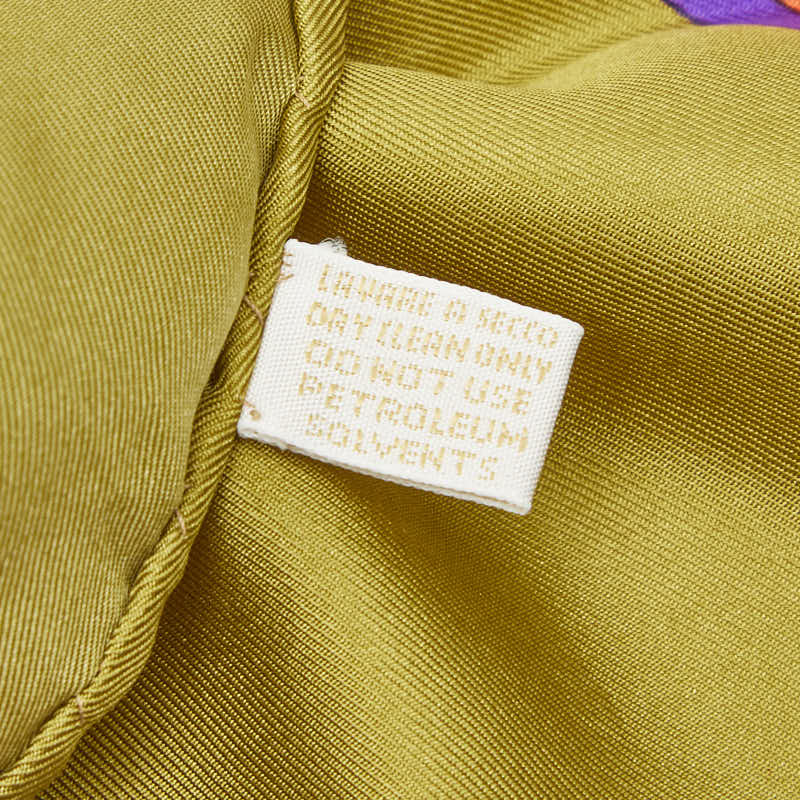 LAVARE A SECCO
DRY CLEAN ONLY
DO NOT USE
PETROLEUM
SOLVENTS